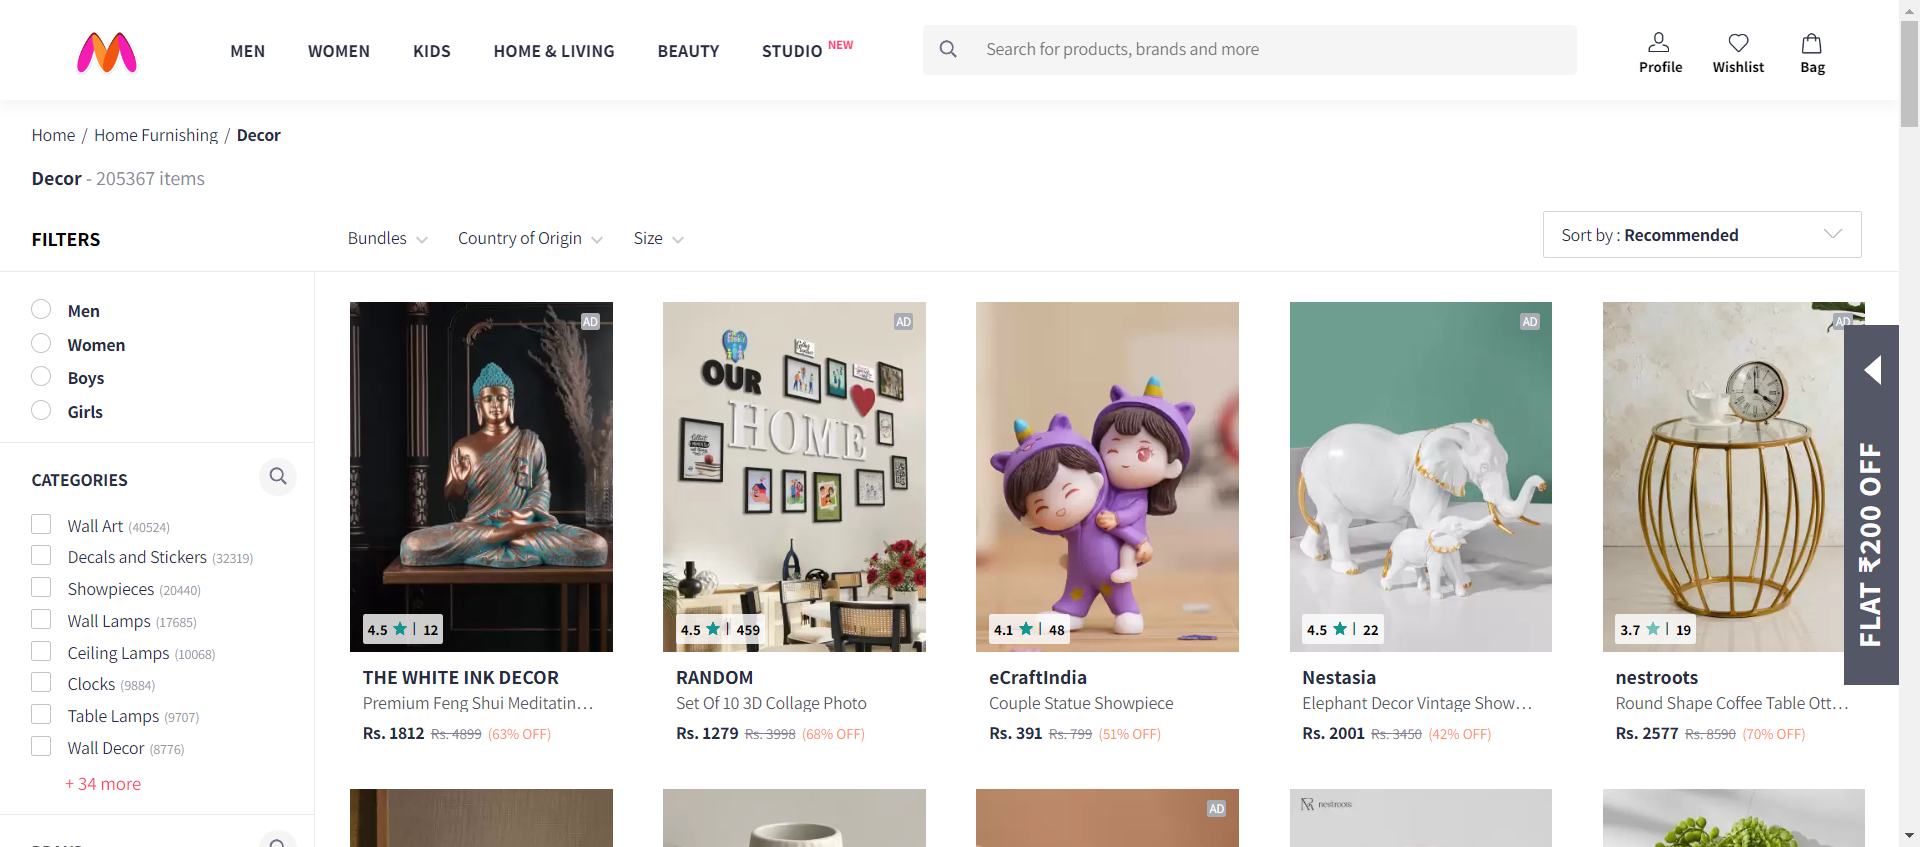 MEN WOMEN KIDS HOME & LIVING BEAUTY STUDIO NEW
Search for products, brands and more
Profile Wishlist Bag
Home / Home Furnishing / Decor
Decor - 205367 items
FILTERS
Bundles Country of Origin Size
Sort by : Recommended
Men
Women
Boys
Girls
CATEGORIES
Wall Art (40524)
Decals and Stickers (32319)
Showpieces (20440)
Wall Lamps (17685)
Ceiling Lamps (10068)
Clocks (9884)
Table Lamps (9707)
Wall Decor (8776)
+ 34 more
AD
4.5 12
THE WHITE INK DECOR
Premium Feng Shui Meditatin...
Rs. 1812 Rs. 4899 (63% OFF)
AD
OUR
HOME
4.5 459
RANDOM
Set Of 10 3D Collage Photo
Rs. 1279 Rs. 3998 (68% OFF)
4.1 48
eCraftIndia
Couple Statue Showpiece
Rs. 391 Rs. 799 (51% OFF)
AD
4.5 22
Nestasia
Elephant Decor Vintage Show...
Rs. 2001 Rs. 3450 (42% OFF)
AD
3.7 19
nestroots
Round Shape Coffee Table Ott...
Rs. 2577 Rs. 8590 (70% OFF)
FLAT ₹200 OFF
AD
nestroots